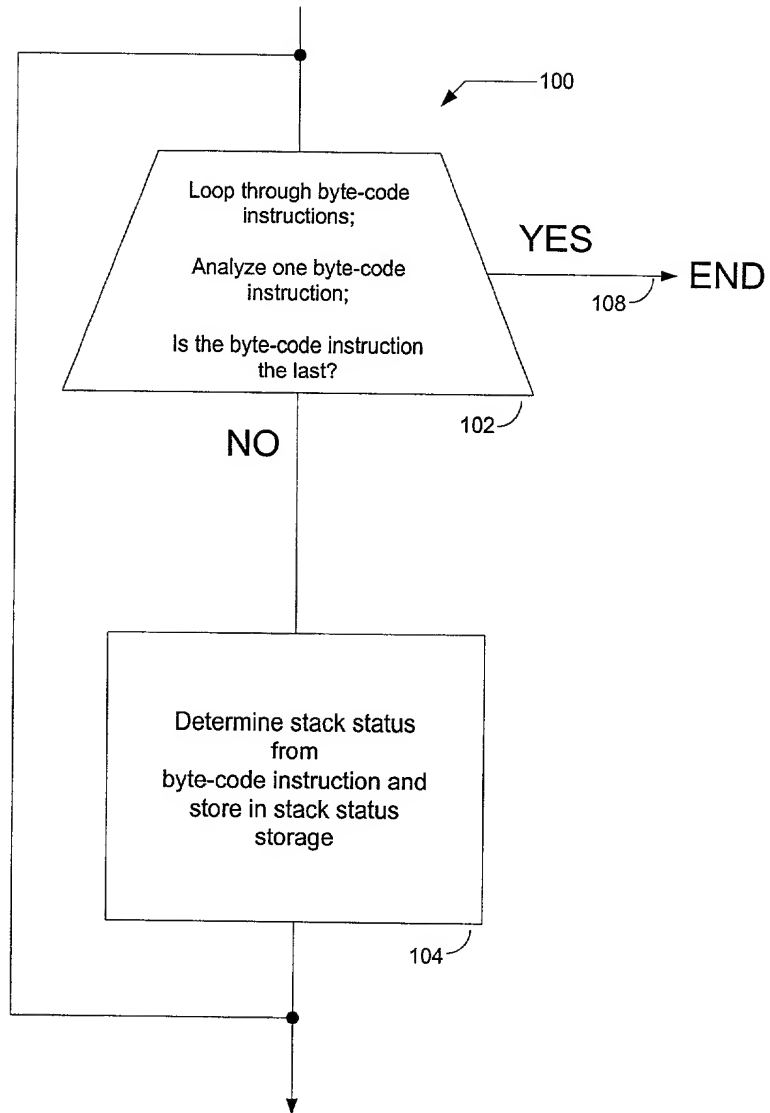 100
Loop through byte-code
instructions;
Analyze one byte-code
instruction;
Is the byte-code instruction
the last?
YES
END
108
102
NO
Determine stack status
from
byte-code instruction and
store in stack status
storage
104